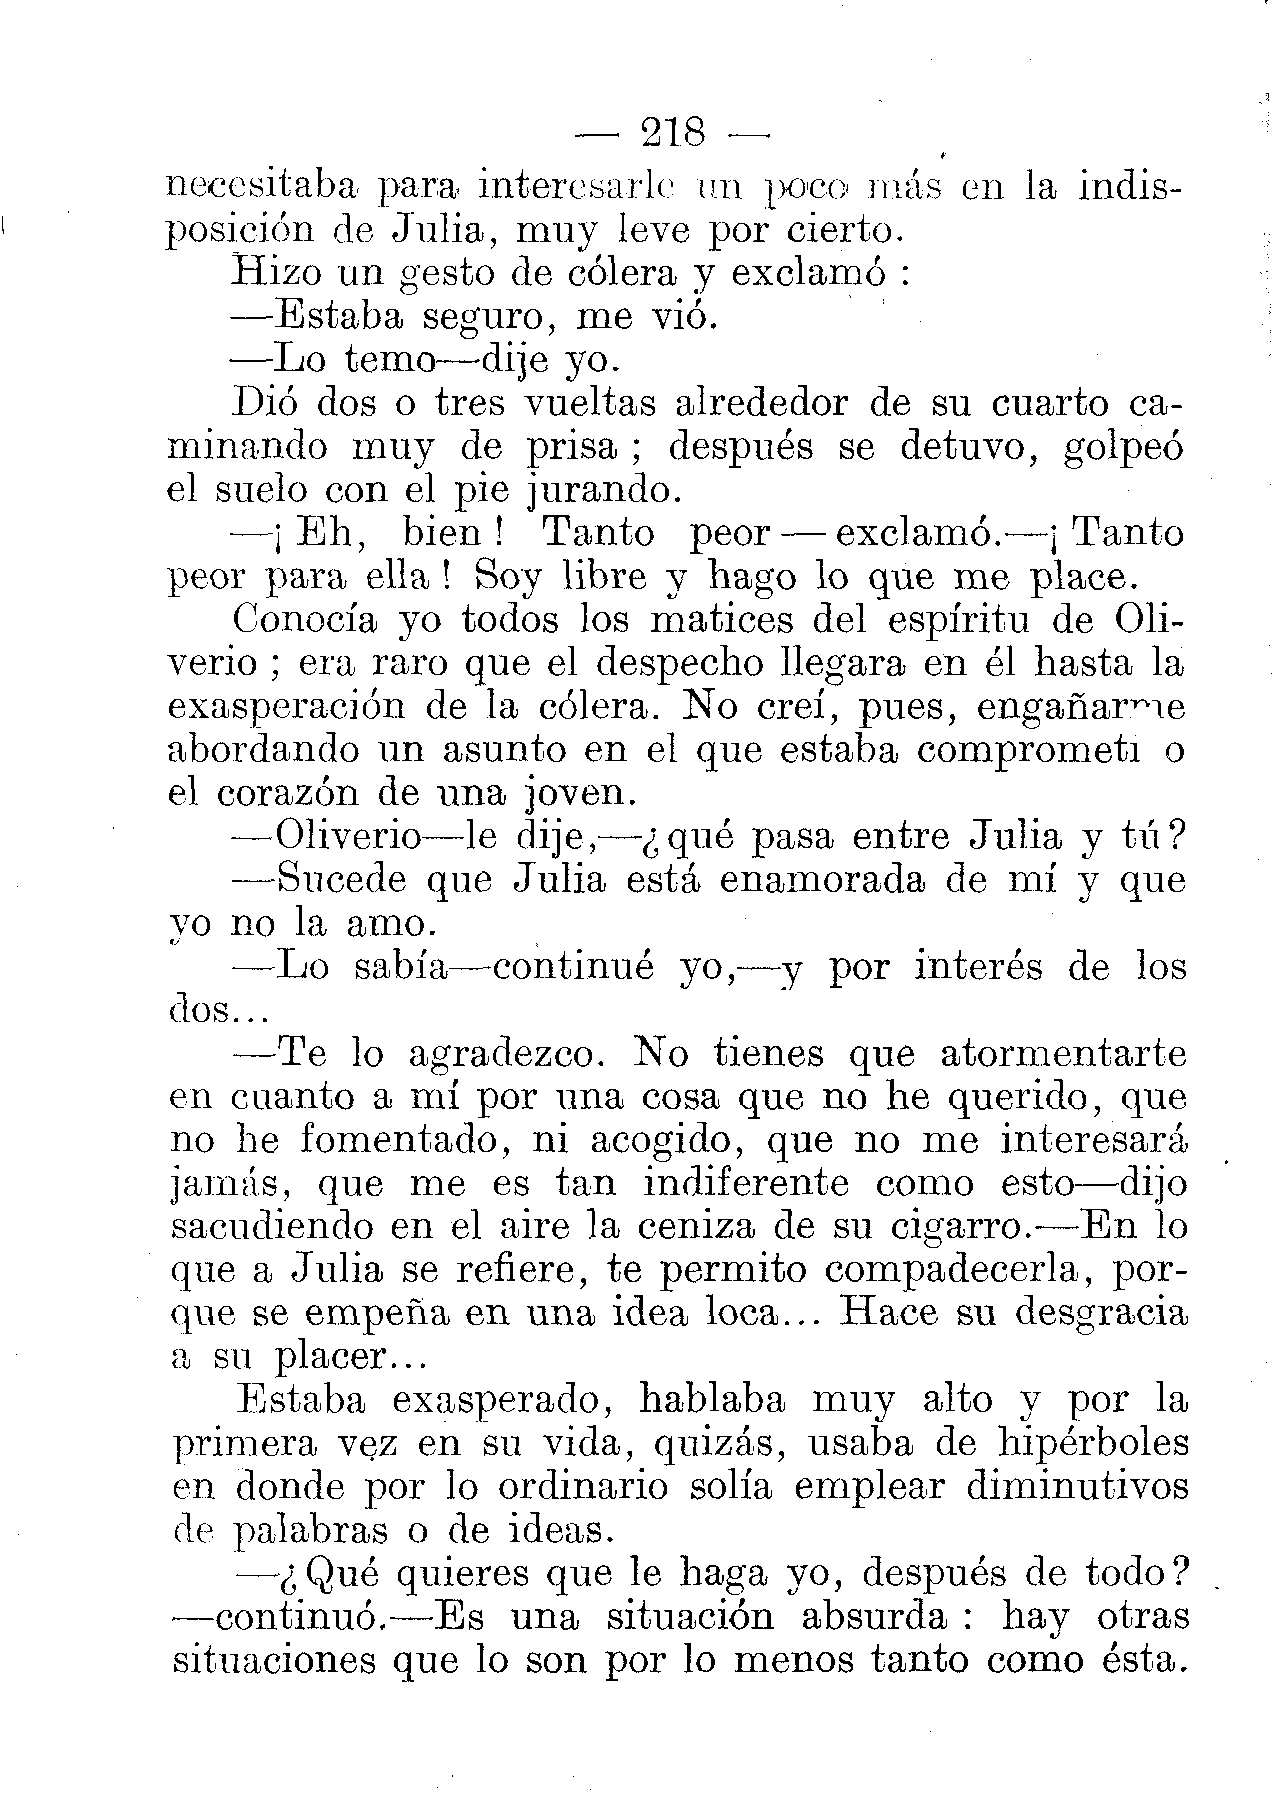 — 218 —
necesitaba para interesarle un poco más en la indis-
posición de Julia, muy leve por cierto.
Hizo un gesto de cólera y exclamó :
—Estaba seguro, me vió.
—Lo temo—dije yo.
Dió dos o tres vueltas alrededor de su cuarto ca-
minando muy de prisa ; después se detuvo, golpeó
el suelo con el pie jurando.
—¡ Eh, bien ! Tanto peor — exclamó.—¡ Tanto
peor para ella ! Soy libre y hago lo que me place.
Conocía yo todos los matices del espíritu de Oli-
verio ; era raro que el despecho llegara en él hasta la
exasperación de la cólera. No creí, pues, engañarme
abordando un asunto en el que estaba comprometi o
el corazón de una joven.
—Oliverio—le dije,—¿qué pasa entre Julia y tú?
—Sucede que Julia está enamorada de mí y que
yo no la amo.
—Lo sabía—continué yo,—y por interés de los
dos...
—Te lo agradezco. No tienes que atormentarte
en cuanto a mí por una cosa que no he querido, que
no he fomentado, ni acogido, que no me interesará
jamás, que me es tan indiferente como esto—dijo
sacudiendo en el aire la ceniza de su cigarro.—En lo
que a Julia se refiere, te permito compadecerla, por-
que se empeña en una idea loca... Hace su desgracia
a su placer...
Estaba exasperado, hablaba muy alto y por la
primera vez en su vida, quizás, usaba de hipérboles
en donde por lo ordinario solía emplear diminutivos
de palabras o de ideas.
—¿Qué quieres que le haga yo, después de todo?
—continuó.—Es una situación absurda : hay otras
situaciones que lo son por lo menos tanto como ésta.